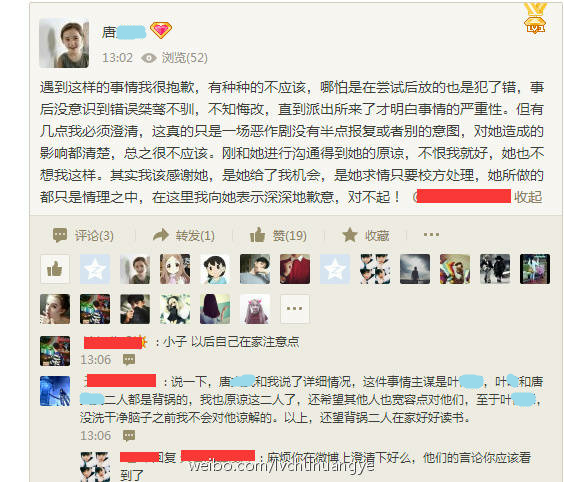 LV1
唐
13:02 浏览(52)
遇到这样的事情我很抱歉，有种种的不应该，哪怕是在尝试后放的也是犯了错，事
后没意识到错误桀骜不驯，不知悔改，直到派出所来了才明白事情的严重性。但有
几点我必须澄清，这真的只是一场恶作剧没有半点报复或者别的意图，对她造成的
影响都清楚，总之很不应该。刚和她进行沟通得到她的原谅，不恨我就好，她也不
想我这样。其实我该感谢她，是她给了我机会，是她求情只要校方处理，她所做的
都只是情理之中，在这里我向她表示深深地歉意，对不起！ 收起
评论(3) 转发(1) 赞(19) 收藏
：小子 以后自己在家注意点
13:06
：说一下，唐 和我说了详细情况，这件事情主谋是叶 ，叶 和唐
二人都是背锅的，我也原谅这二人了，还希望其他人也宽容点对他们，至于叶 ，
没洗干净脑子之前我不会对他谅解的。以上，还望背锅二人在家好好读书。
13:06
回复 ：麻烦你在微博上澄清下好么，他们的言论你应该看
到了
weibo.com/lvchuhuangye